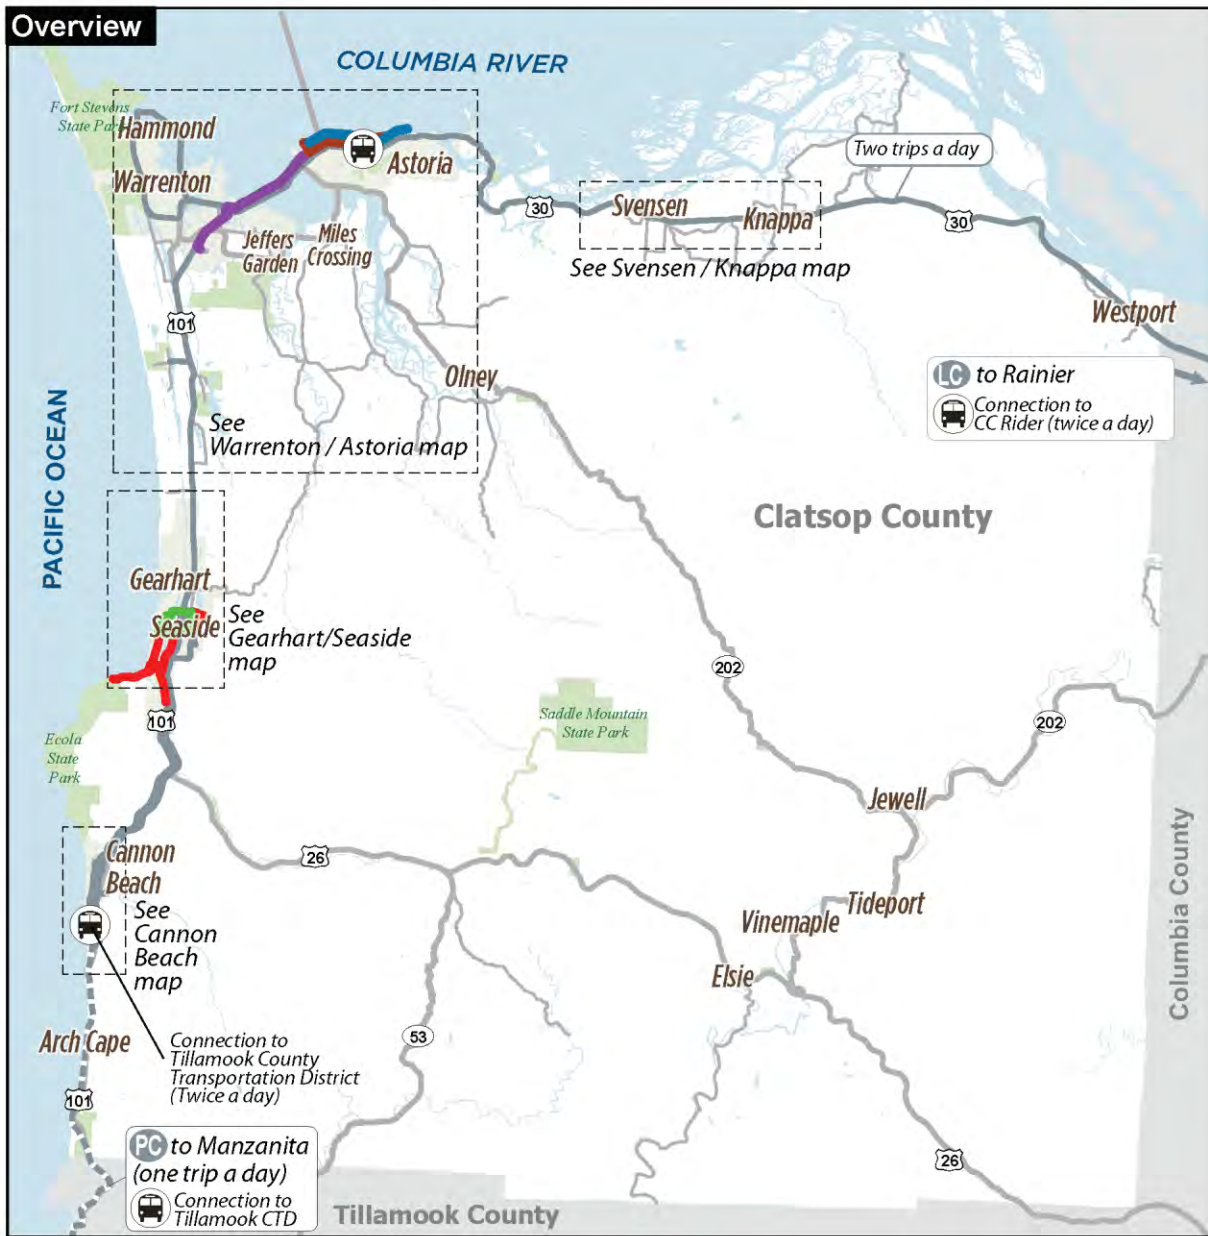 Overview
COLUMBIA RIVER
Fort Stevens
State Park
Hammond
Warrenton
Astoria
Two trips a day
30
Svensen
Knappa
30
Jeffers
Garden
Miles
Crossing
See Svensen / Knappa map
Westport
101
LC to Rainier
Connection to
CC Rider (twice a day)
Olney
See
Warrenton / Astoria map
PACIFIC OCEAN
Clatsop County
Gearhart
Seaside
See
Gearhart/Seaside
map
202
101
Saddle Mountain
State Park
202
Ecola
State
Park
Jewell
26
Cannon
Beach
See
Cannon
Beach
map
Tideport
Vinemaple
Elsie
Columbia County
Arch Cape
Connection to
Tillamook County
Transportation District
(Twice a day)
53
101
PC to Manzanita
(one trip a day)
Connection to
Tillamook CTD
26
Tillamook County